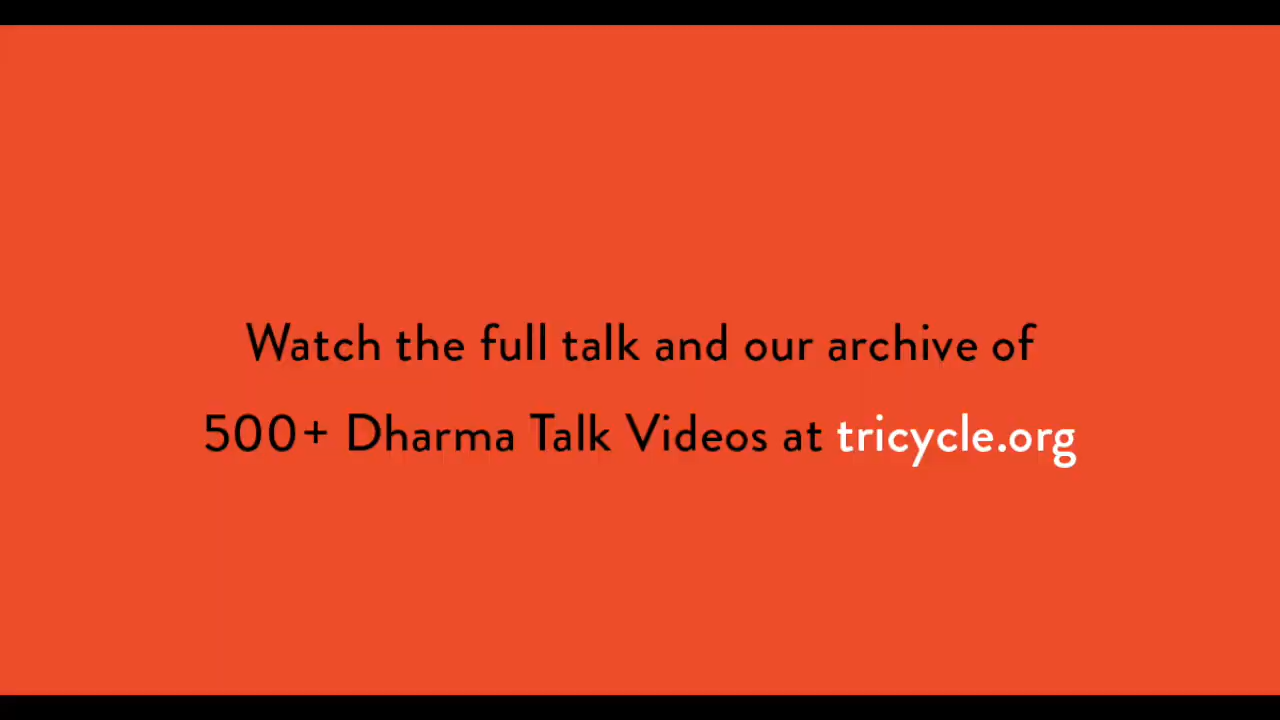 Watch the full talk and our archive of
500+ Dharma Talk Videos at tricycle.org